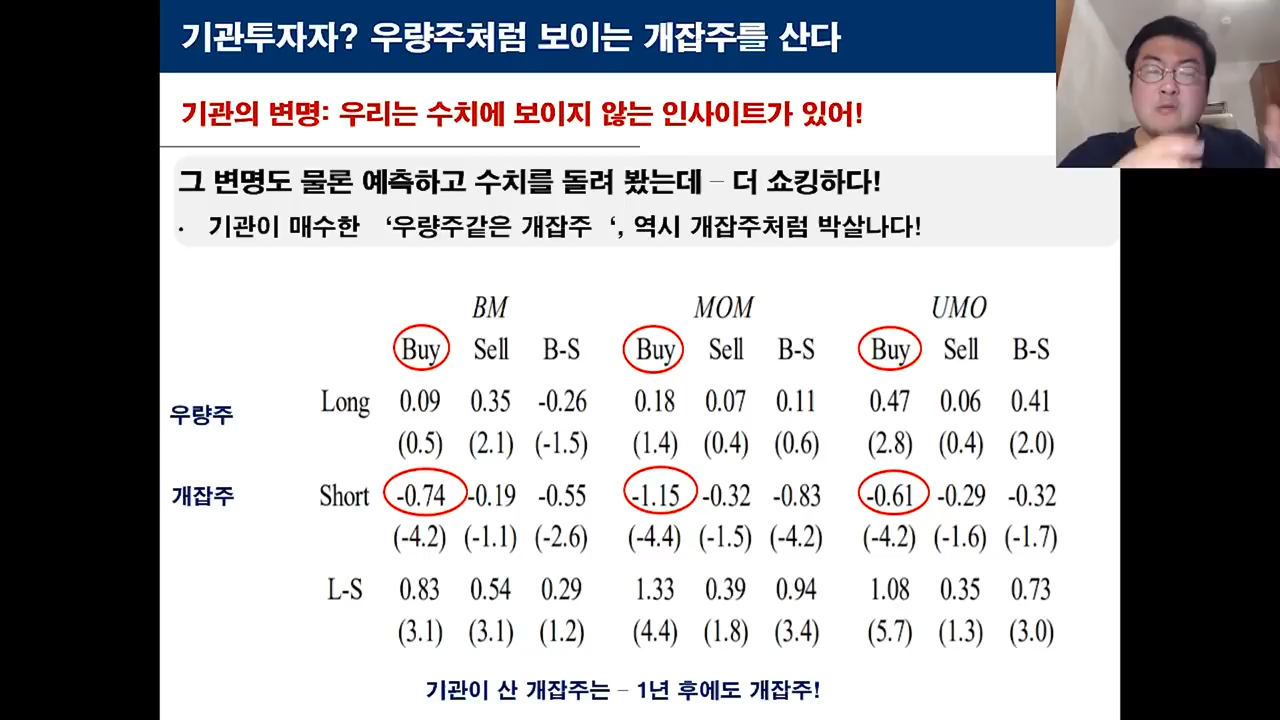 기관투자자? 우량주처럼 보이는 개잡주를 산다
기관의 변명: 우리는 수치에 보이지 않는 인사이트가 있어!
그 변명도 물론 예측하고 수치를 돌려 봤는데 – 더 쇼킹하다!
· 기관이 매수한 ‘우량주같은 개잡주 ‘, 역시 개잡주처럼 박살나다!
BM MOM UMO
Buy Sell B-S Buy Sell B-S Buy Sell B-S
우량주 Long 0.09 0.35 -0.26 0.18 0.07 0.11 0.47 0.06 0.41
(0.5) (2.1) (-1.5) (1.4) (0.4) (0.6) (2.8) (0.4) (2.0)
개잡주 Short -0.74 -0.19 -0.55 -1.15 -0.32 -0.83 -0.61 -0.29 -0.32
(-4.2) (-1.1) (-2.6) (-4.4) (-1.5) (-4.2) (-4.2) (-1.6) (-1.7)
L-S 0.83 0.54 0.29 1.33 0.39 0.94 1.08 0.35 0.73
(3.1) (3.1) (1.2) (4.4) (1.8) (3.4) (5.7) (1.3) (3.0)
기관이 산 개잡주는 – 1년 후에도 개잡주!